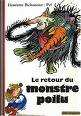 Henriette Bichonnier · Pef
Le retour du
monstre
poilu